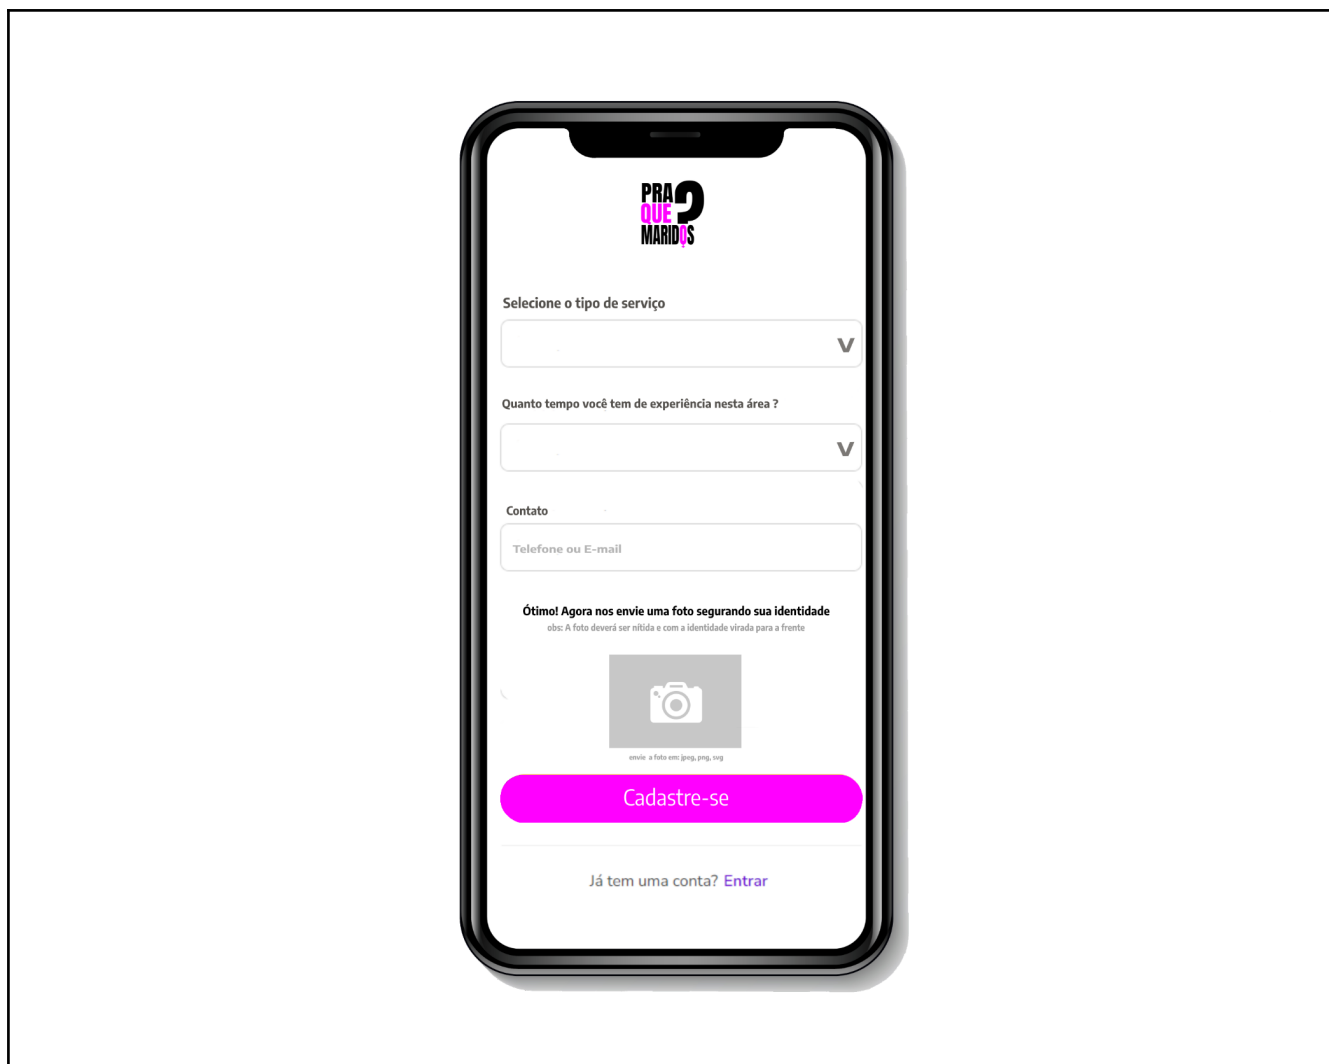 PRA
QUE
MARIDOS
?
Selecione o tipo de serviço
V
Quanto tempo você tem de experiência nesta área ?
V
Contato
Telefone ou E-mail
Ótimo! Agora nos envie uma foto segurando sua identidade
obs: A foto deverá ser nítida e com a identidade virada para a frente
envie a foto em: jpeg, png, svg
Cadastre-se
Já tem uma conta? Entrar